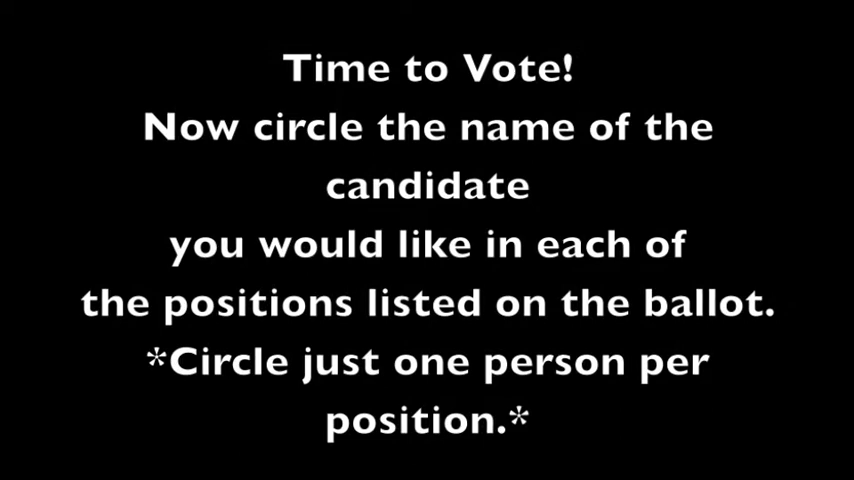 Time to Vote!
Now circle the name of the
candidate
you would like in each of
the positions listed on the ballot.
*Circle just one person per
position.*